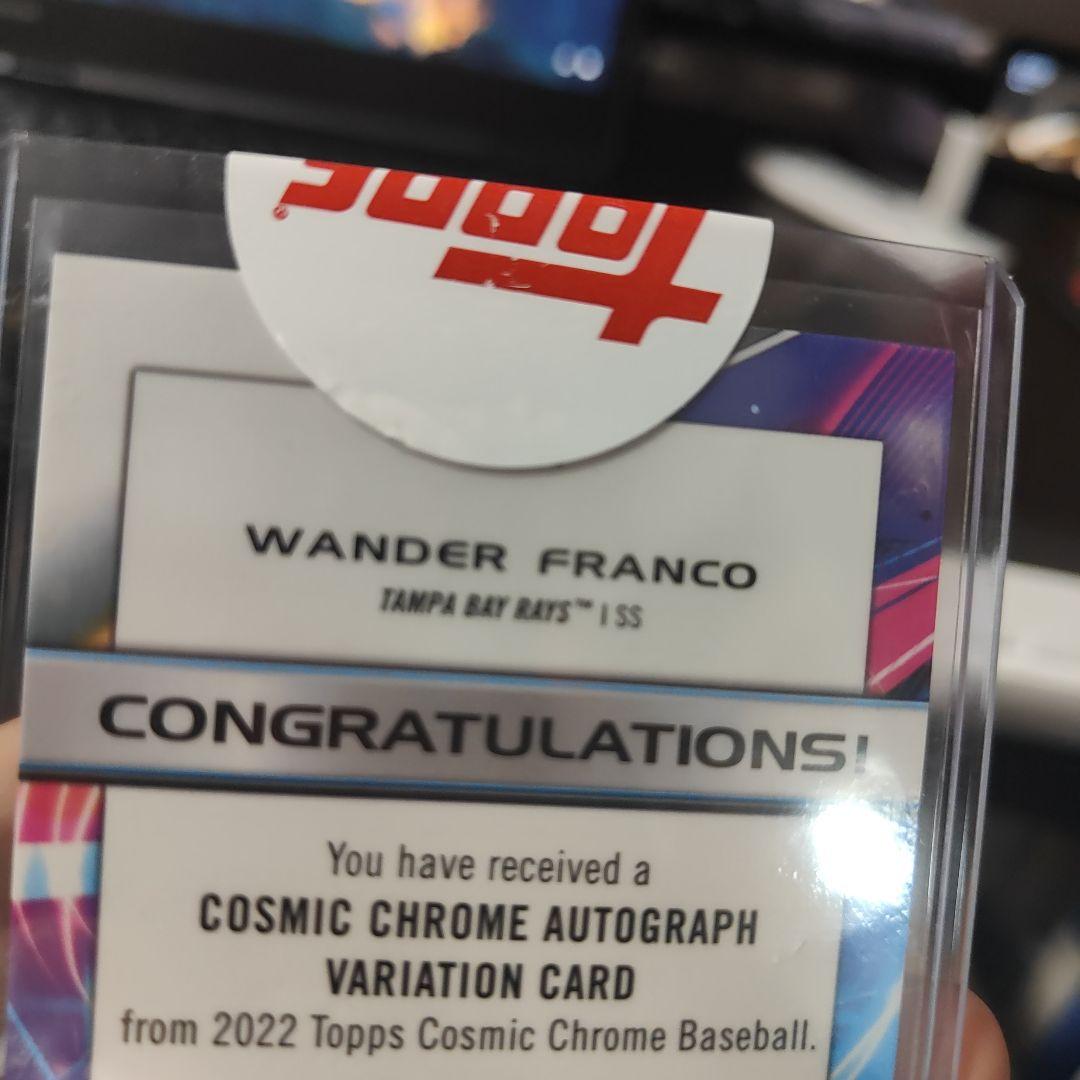 Topps®
WANDER FRANCO
TAMPA BAY RAYS™ | SS
CONGRATULATIONS!
You have received a
COSMIC CHROME AUTOGRAPH
VARIATION CARD
from 2022 Topps Cosmic Chrome Baseball.